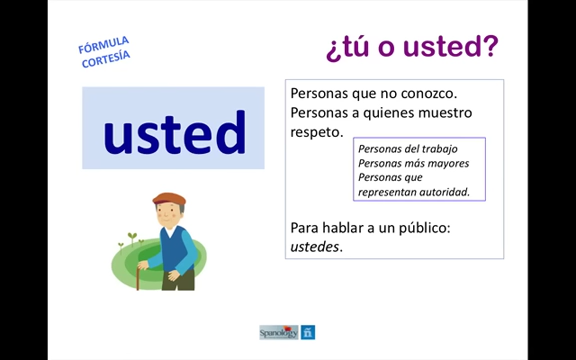 FÓRMULA
CORTESÍA
¿tú o usted?
usted
Personas que no conozco.
Personas a quienes muestro
respeto.
Personas del trabajo
Personas más mayores
Personas que
representan autoridad.
Para hablar a un público:
ustedes.
Spanology
ñ